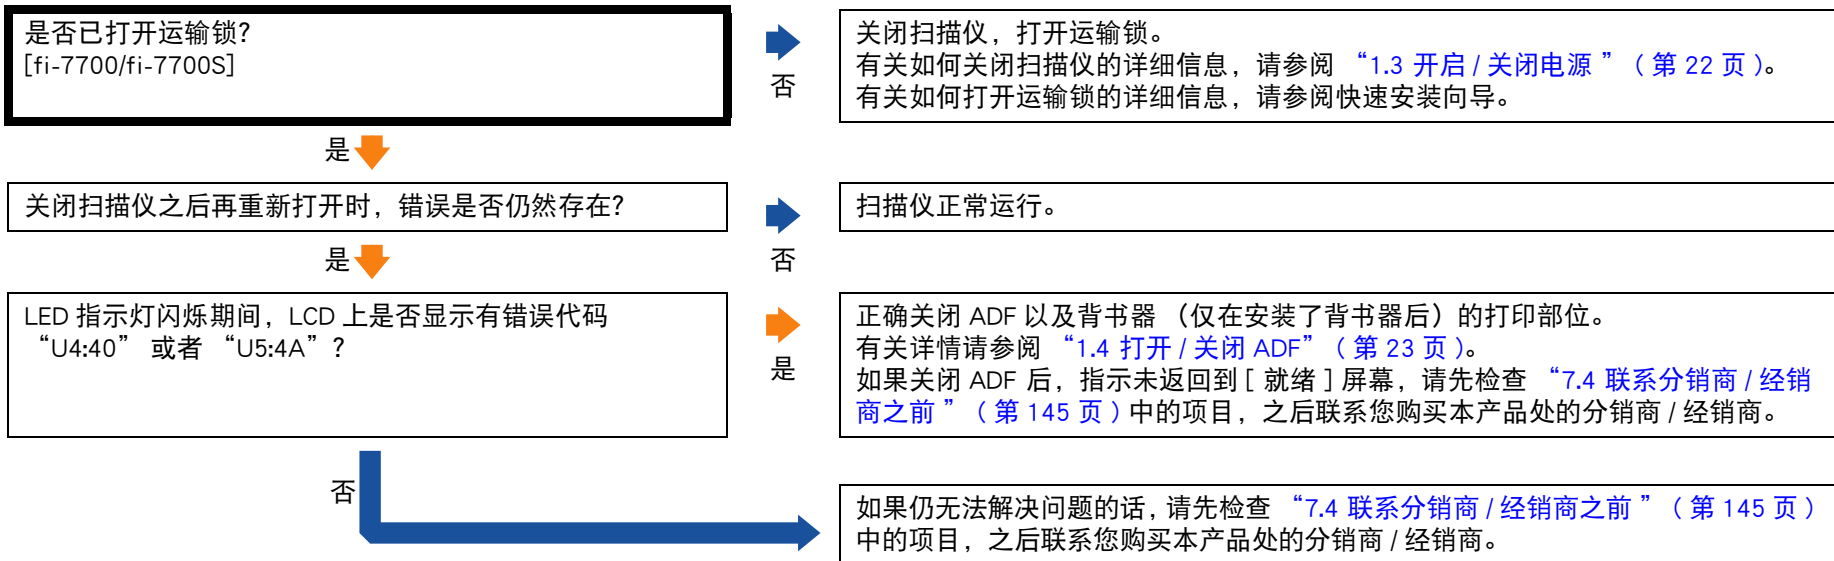 是否已打开运输锁?
[fi-7700/fi-7700S]
否
关闭扫描仪，打开运输锁。
有关如何关闭扫描仪的详细信息，请参阅 “1.3 开启 / 关闭电源 ” ( 第 22 页 )。
有关如何打开运输锁的详细信息，请参阅快速安装向导。
是
关闭扫描仪之后再重新打开时，错误是否仍然存在?
否
扫描仪正常运行。
是
LED 指示灯闪烁期间，LCD 上是否显示有错误代码
“U4:40” 或者 “U5:4A”?
是
正确关闭 ADF 以及背书器 （仅在安装了背书器后）的打印部位。
有关详情请参阅 “1.4 打开 / 关闭 ADF” ( 第 23 页 )。
如果关闭 ADF 后，指示未返回到 [ 就绪 ] 屏幕，请先检查 “7.4 联系分销商 / 经销
商之前 ” ( 第 145 页 ) 中的项目，之后联系您购买本产品处的分销商 / 经销商。
否
如果仍无法解决问题的话，请先检查 “7.4 联系分销商 / 经销商之前 ” ( 第 145 页 )
中的项目，之后联系您购买本产品处的分销商 / 经销商。